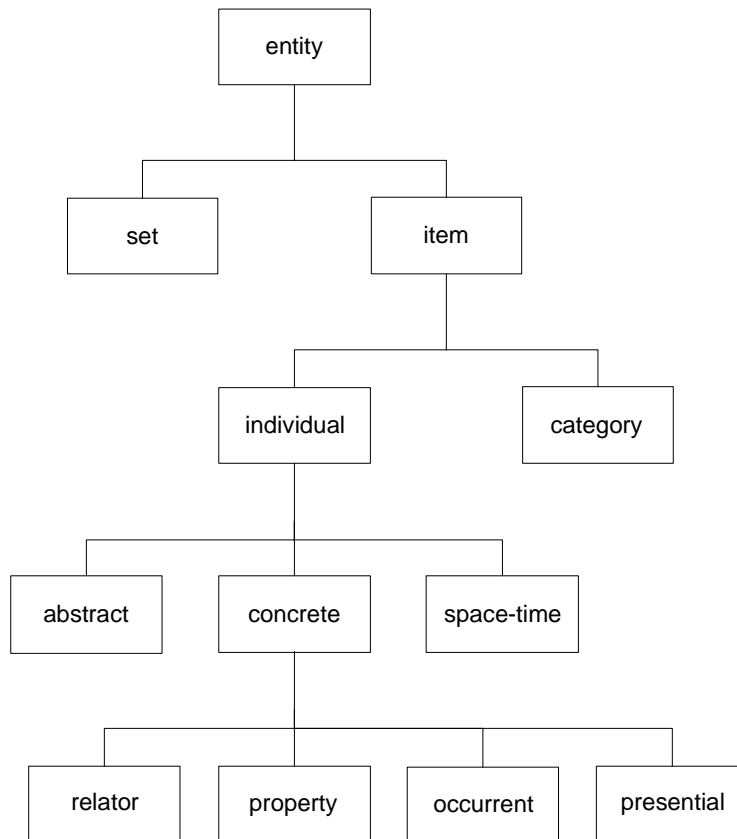 entity
set
item
individual
category
abstract
concrete
space-time
relator
property
occurrent
presential